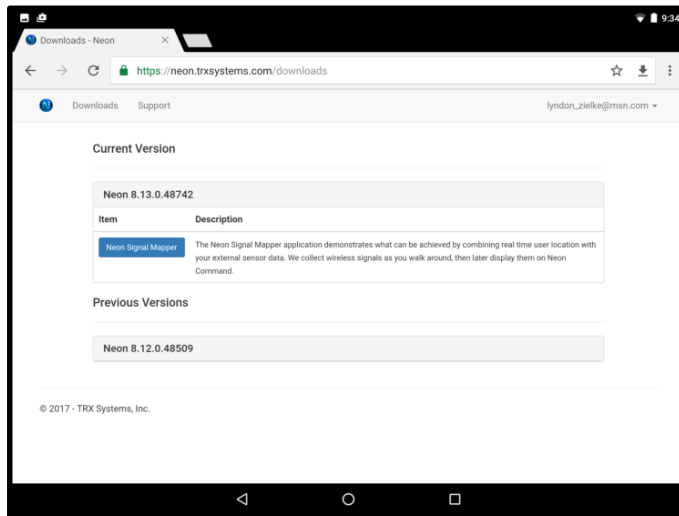 9:34
Downloads - Neon
https://neon.trxsystems.com/downloads
Downloads Support lyndon_zielke@msn.com
Current Version
Neon 8.13.0.48742
Item Description
Neon Signal Mapper
The Neon Signal Mapper application demonstrates what can be achieved by combining real time user location with
your external sensor data. We collect wireless signals as you walk around, then later display them on Neon
Command.
Previous Versions
Neon 8.12.0.48509
© 2017 - TRX Systems, Inc.